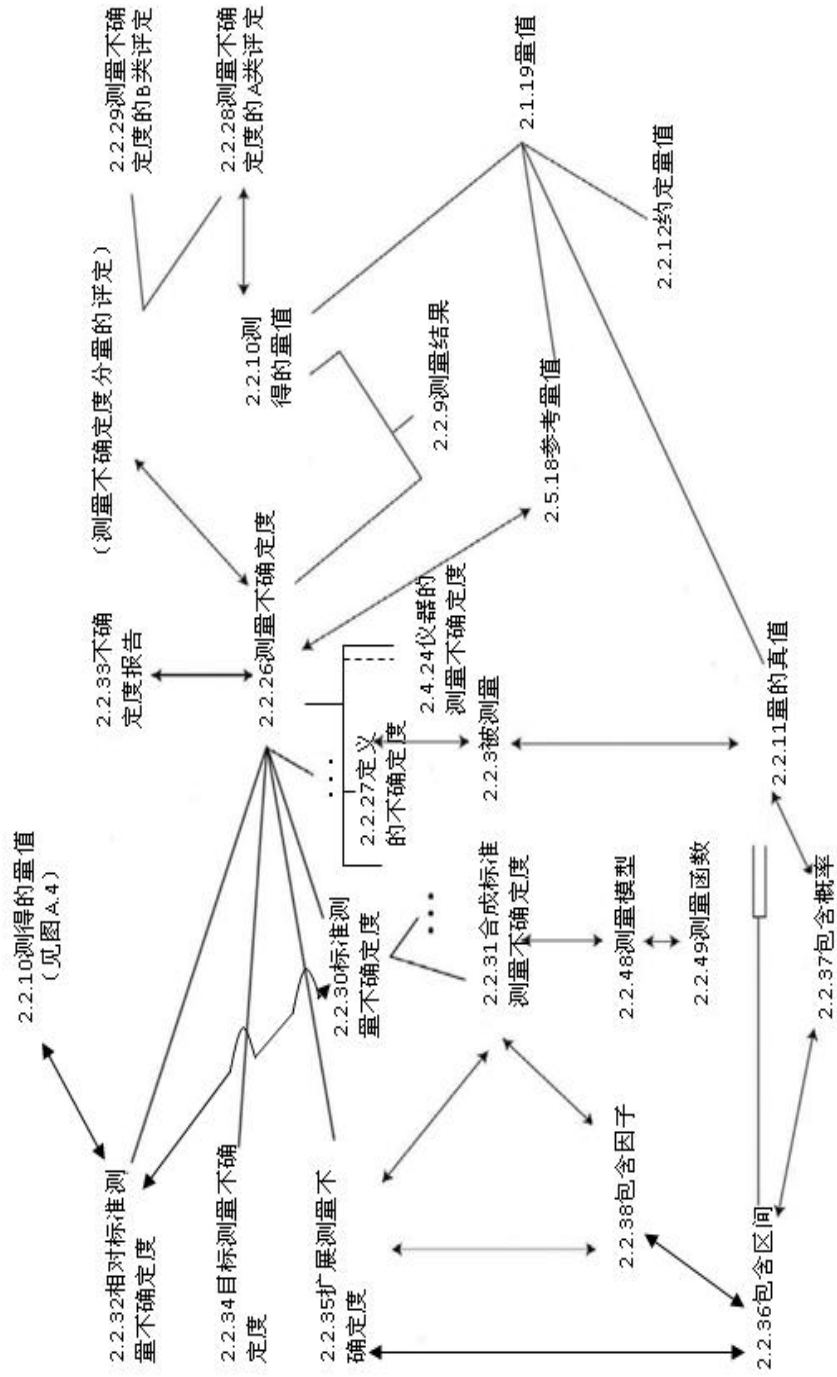 2.2.10测得的量值
（见图A.4）
2.2.33不确
定度报告
（测量不确定度分量的评定）
2.2.29测量不确
定度的B类评定
2.2.32相对标准测
量不确定度
2.2.28测量不确
定度的A类评定
2.2.34目标测量不确
定度
2.2.26测量不确定度
2.2.10测
得的量值
2.2.35扩展测量不
确定度
2.2.30标准测
量不确定度
...
2.2.27定义
的不确定度
2.4.24仪器的
测量不确定度
2.2.9测量结果
...
2.2.31合成标准
测量不确定度
2.2.3被测量
2.5.18参考量值
2.1.19量值
2.2.38包含因子
2.2.48测量模型
2.2.49测量函数
2.2.12约定量值
2.2.36包含区间
2.2.11量的真值
2.2.37包含概率